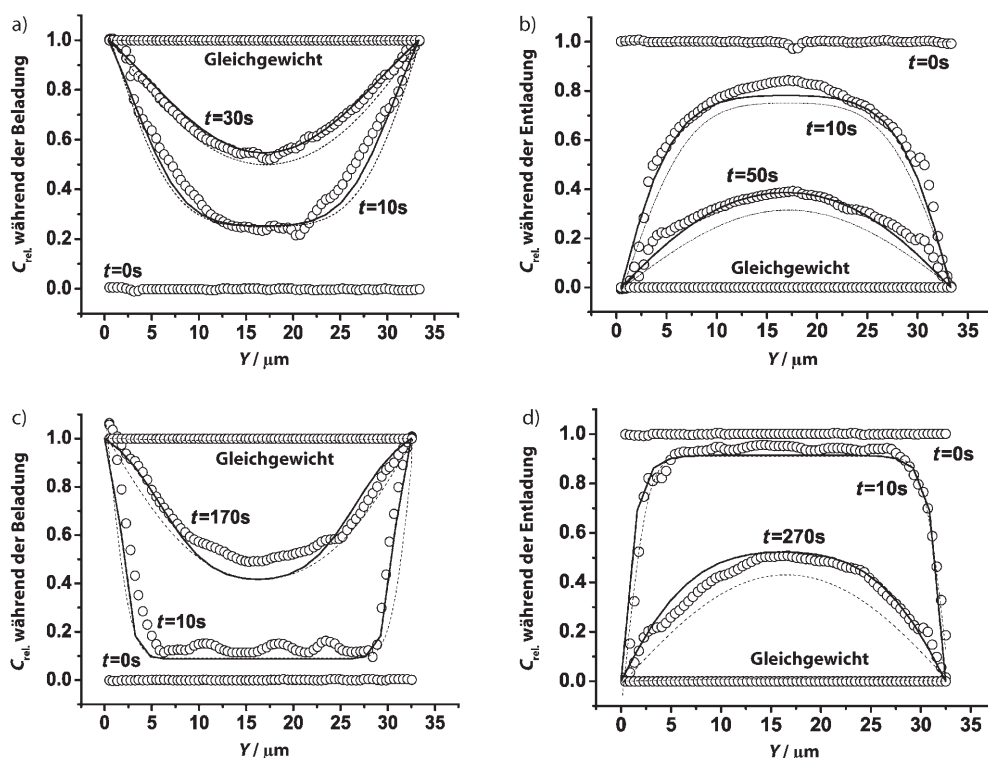 a)
C_rel. während der Beladung
1.0
0.8
0.6
0.4
0.2
0.0
Gleichgewicht
t=30s
t=10s
t=0s
0 5 10 15 20 25 30 35
Y / μm
b)
C_rel. während der Entladung
1.0
0.8
0.6
0.4
0.2
0.0
t=0s
t=10s
t=50s
Gleichgewicht
0 5 10 15 20 25 30 35
Y / μm
c)
C_rel. während der Beladung
1.0
0.8
0.6
0.4
0.2
0.0
Gleichgewicht
t=170s
t=10s
t=0s
0 5 10 15 20 25 30 35
Y / μm
d)
C_rel. während der Entladung
1.0
0.8
0.6
0.4
0.2
0.0
t=0s
t=10s
t=270s
Gleichgewicht
0 5 10 15 20 25 30 35
Y / μm